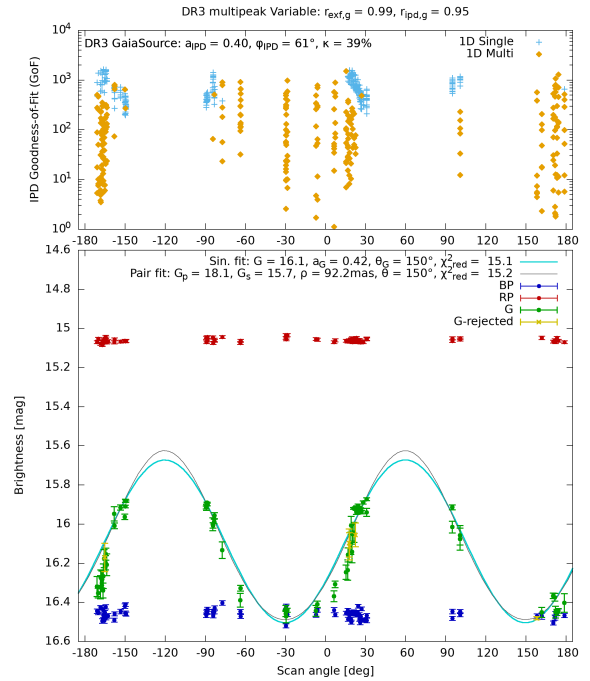 DR3 multipeak Variable: r_exf,g = 0.99, r_ipd,g = 0.95
DR3 GaiaSource: a_IPD = 0.40, φ_IPD = 61°, κ = 39%
1D Single
1D Multi
IPD Goodness-of-Fit (GoF)
10^4
10^3
10^2
10^1
10^0
-180 -150 -120 -90 -60 -30 0 30 60 90 120 150 180
Sin. fit: G = 16.1, a_G = 0.42, θ_G = 150°, χ²_red = 15.1
Pair fit: G_p = 18.1, G_s = 15.7, ρ = 92.2mas, θ = 150°, χ²_red = 15.2
BP
RP
G
G-rejected
Brightness [mag]
14.6
14.8
15
15.2
15.4
15.6
15.8
16
16.2
16.4
16.6
-180 -150 -120 -90 -60 -30 0 30 60 90 120 150 180
Scan angle [deg]